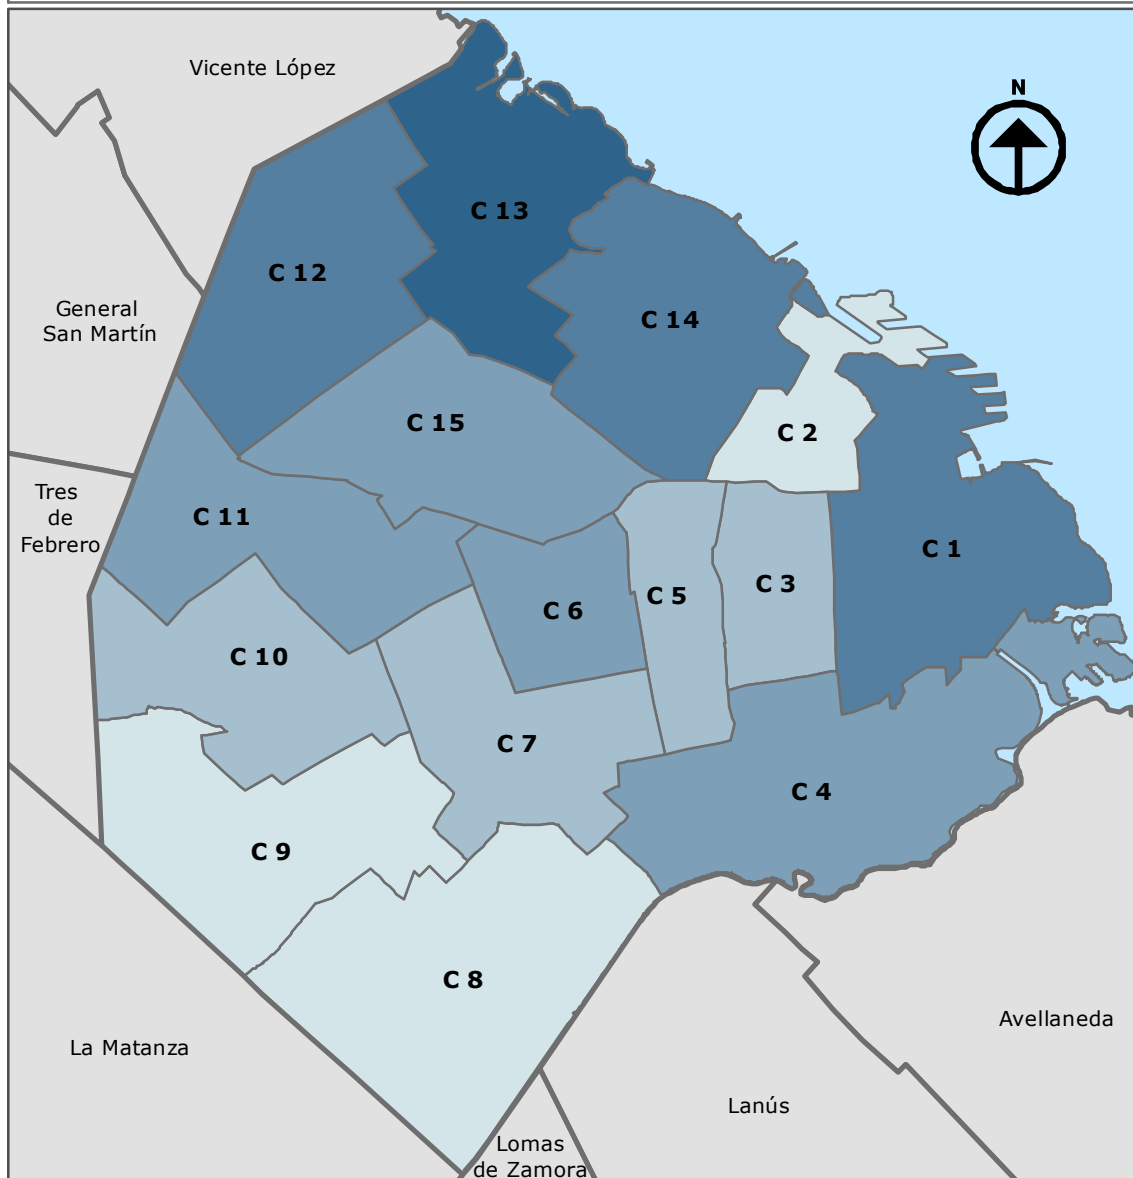 Vicente López
N
C 13
C 12
General
San Martín
C 14
C 15
C 2
Tres
de
Febrero
C 11
C 1
C 5
C 3
C 6
C 10
C 7
C 4
C 9
C 8
Avellaneda
La Matanza
Lanús
Lomas
de Zamora